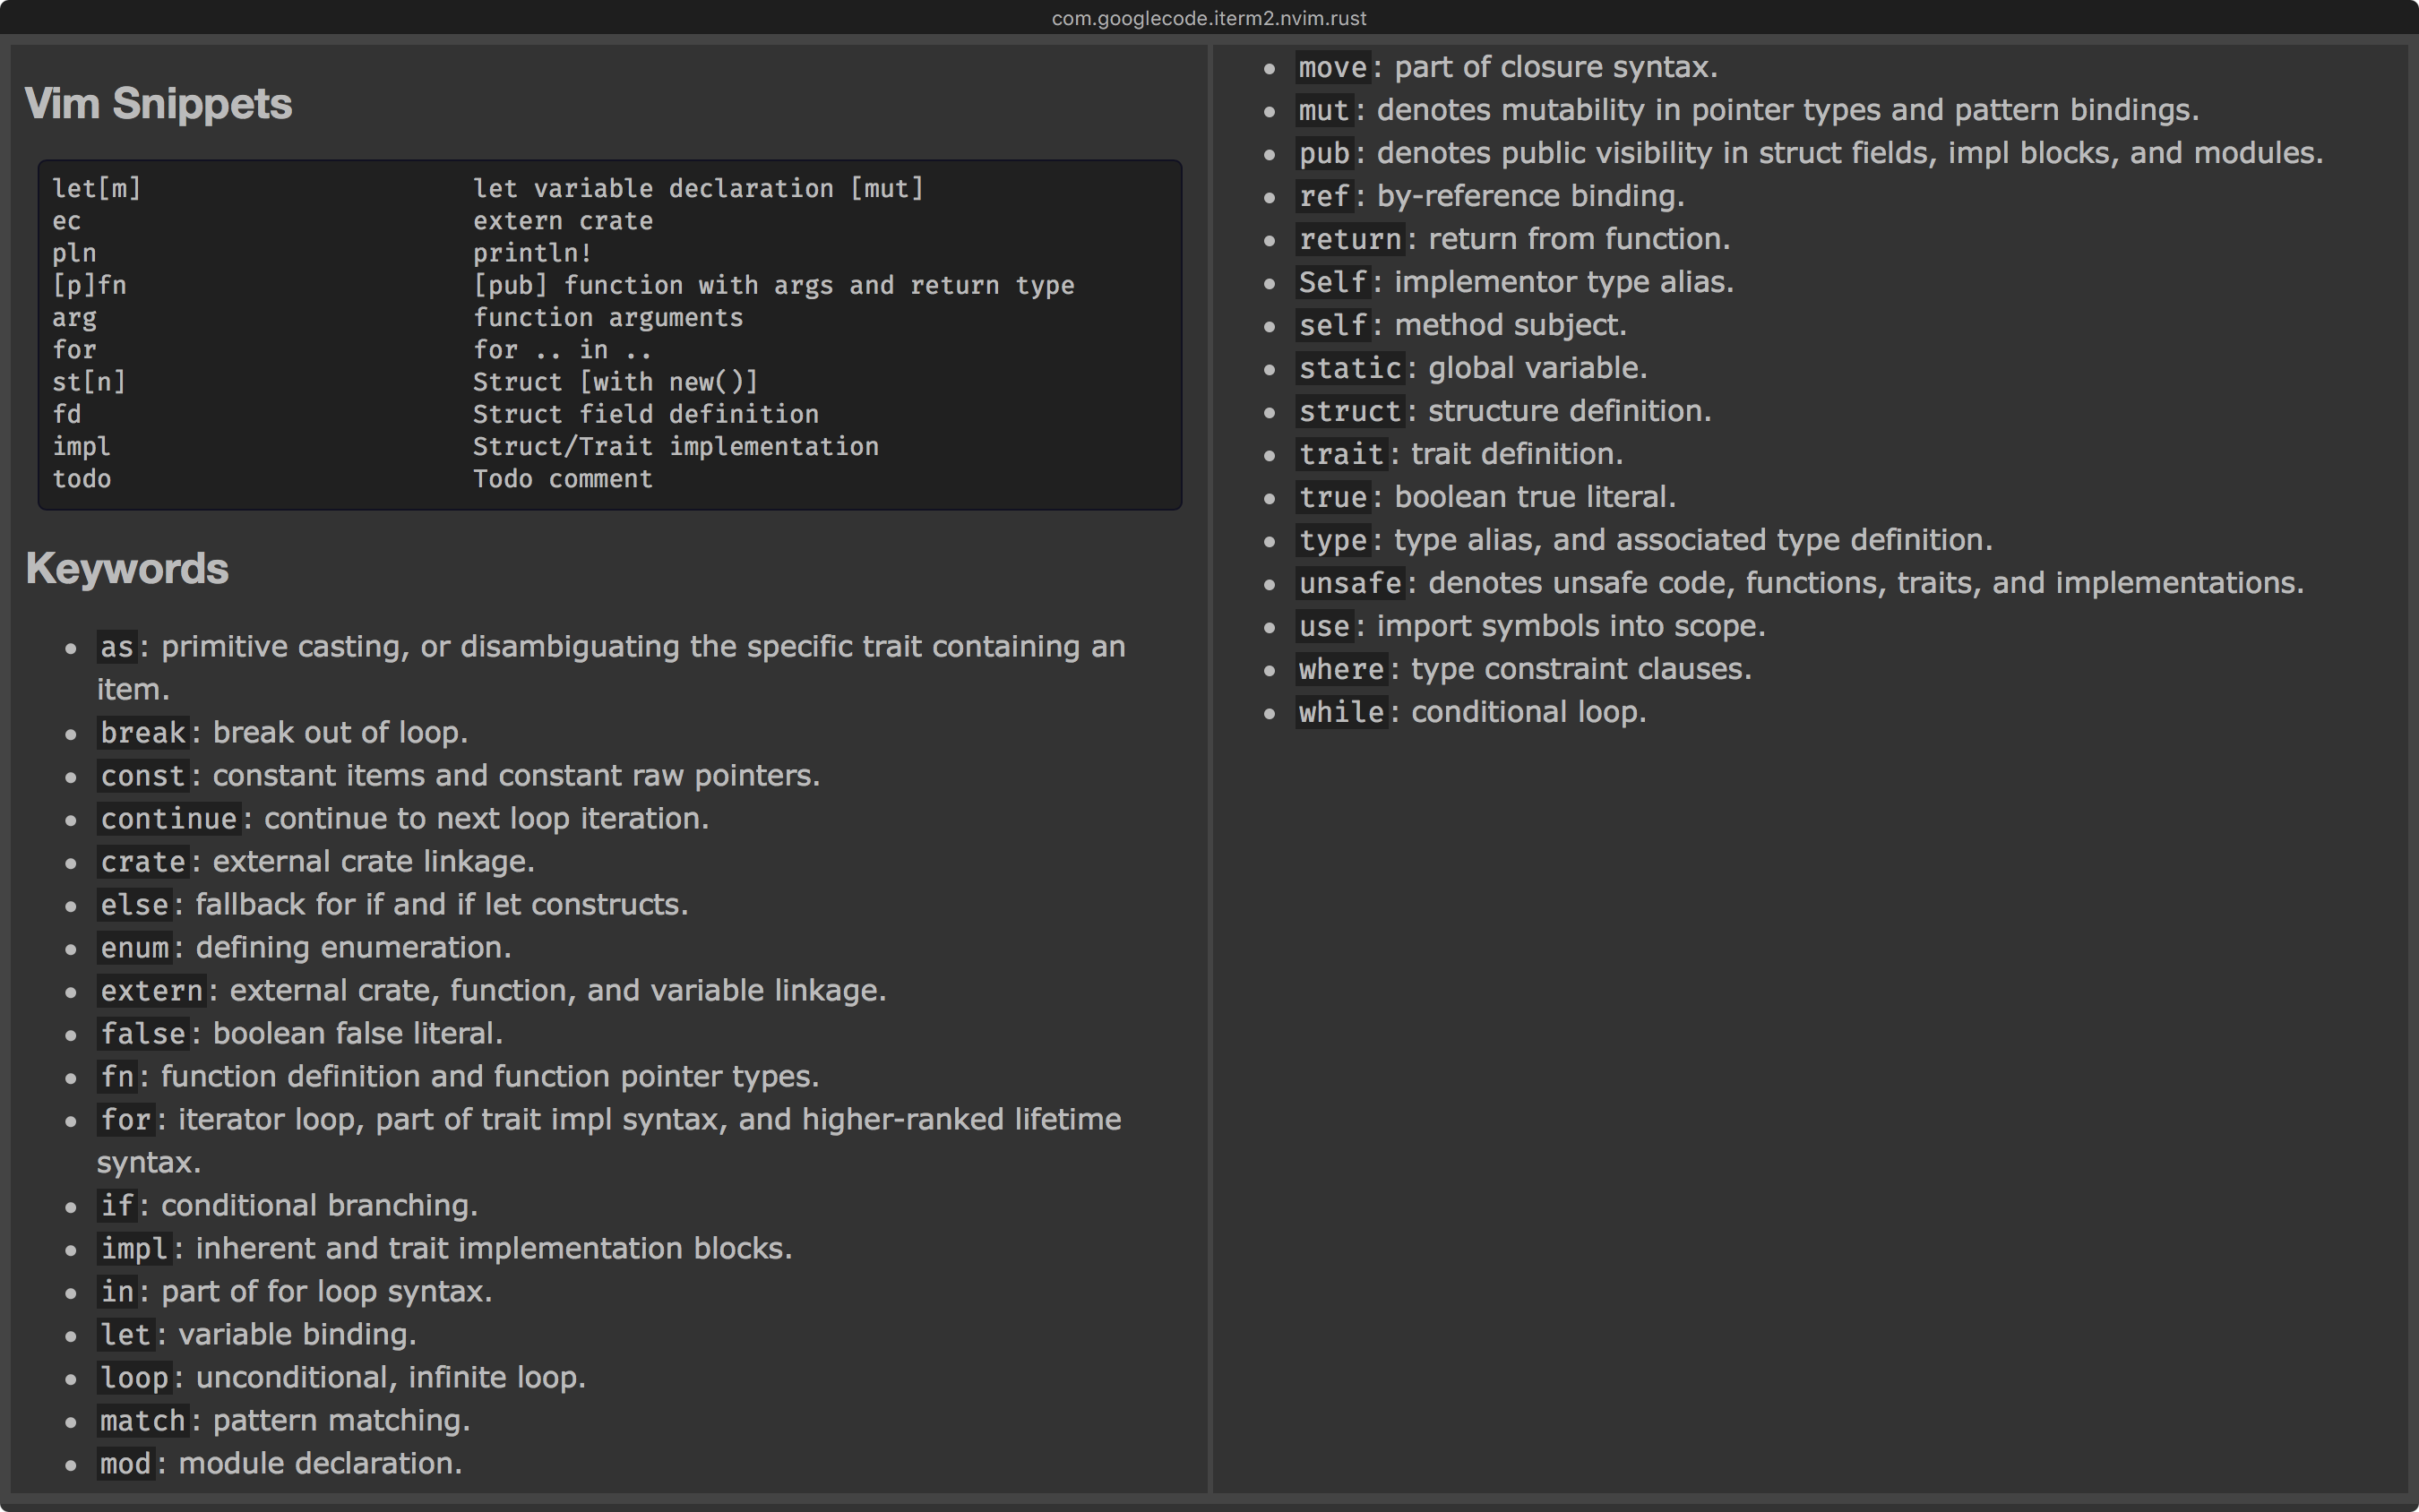 com.googlecode.iterm2.nvim.rust
Vim Snippets
let[m] let variable declaration [mut]
ec extern crate
pln println!
[p]fn [pub] function with args and return type
arg function arguments
for for .. in ..
st[n] Struct [with new()]
fd Struct field definition
impl Struct/Trait implementation
todo Todo comment
Keywords
• as: primitive casting, or disambiguating the specific trait containing an
item.
• break: break out of loop.
• const: constant items and constant raw pointers.
• continue: continue to next loop iteration.
• crate: external crate linkage.
• else: fallback for if and if let constructs.
• enum: defining enumeration.
• extern: external crate, function, and variable linkage.
• false: boolean false literal.
• fn: function definition and function pointer types.
• for: iterator loop, part of trait impl syntax, and higher-ranked lifetime
syntax.
• if: conditional branching.
• impl: inherent and trait implementation blocks.
• in: part of for loop syntax.
• let: variable binding.
• loop: unconditional, infinite loop.
• match: pattern matching.
• mod: module declaration.
• move: part of closure syntax.
• mut: denotes mutability in pointer types and pattern bindings.
• pub: denotes public visibility in struct fields, impl blocks, and modules.
• ref: by-reference binding.
• return: return from function.
• Self: implementor type alias.
• self: method subject.
• static: global variable.
• struct: structure definition.
• trait: trait definition.
• true: boolean true literal.
• type: type alias, and associated type definition.
• unsafe: denotes unsafe code, functions, traits, and implementations.
• use: import symbols into scope.
• where: type constraint clauses.
• while: conditional loop.